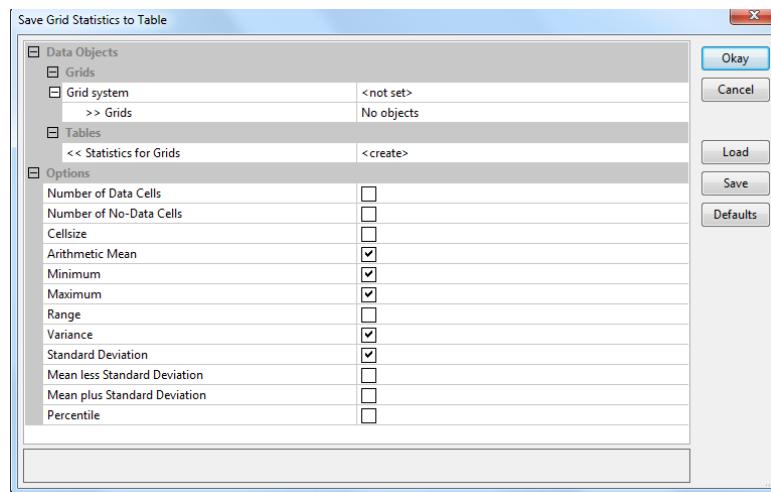 Save Grid Statistics to Table
Data Objects
Grids
Grid system <not set>
>> Grids No objects
Tables
<< Statistics for Grids <create>
Options
Number of Data Cells
Number of No-Data Cells
Cellsize
Arithmetic Mean
Minimum
Maximum
Range
Variance
Standard Deviation
Mean less Standard Deviation
Mean plus Standard Deviation
Percentile
Okay
Cancel
Load
Save
Defaults